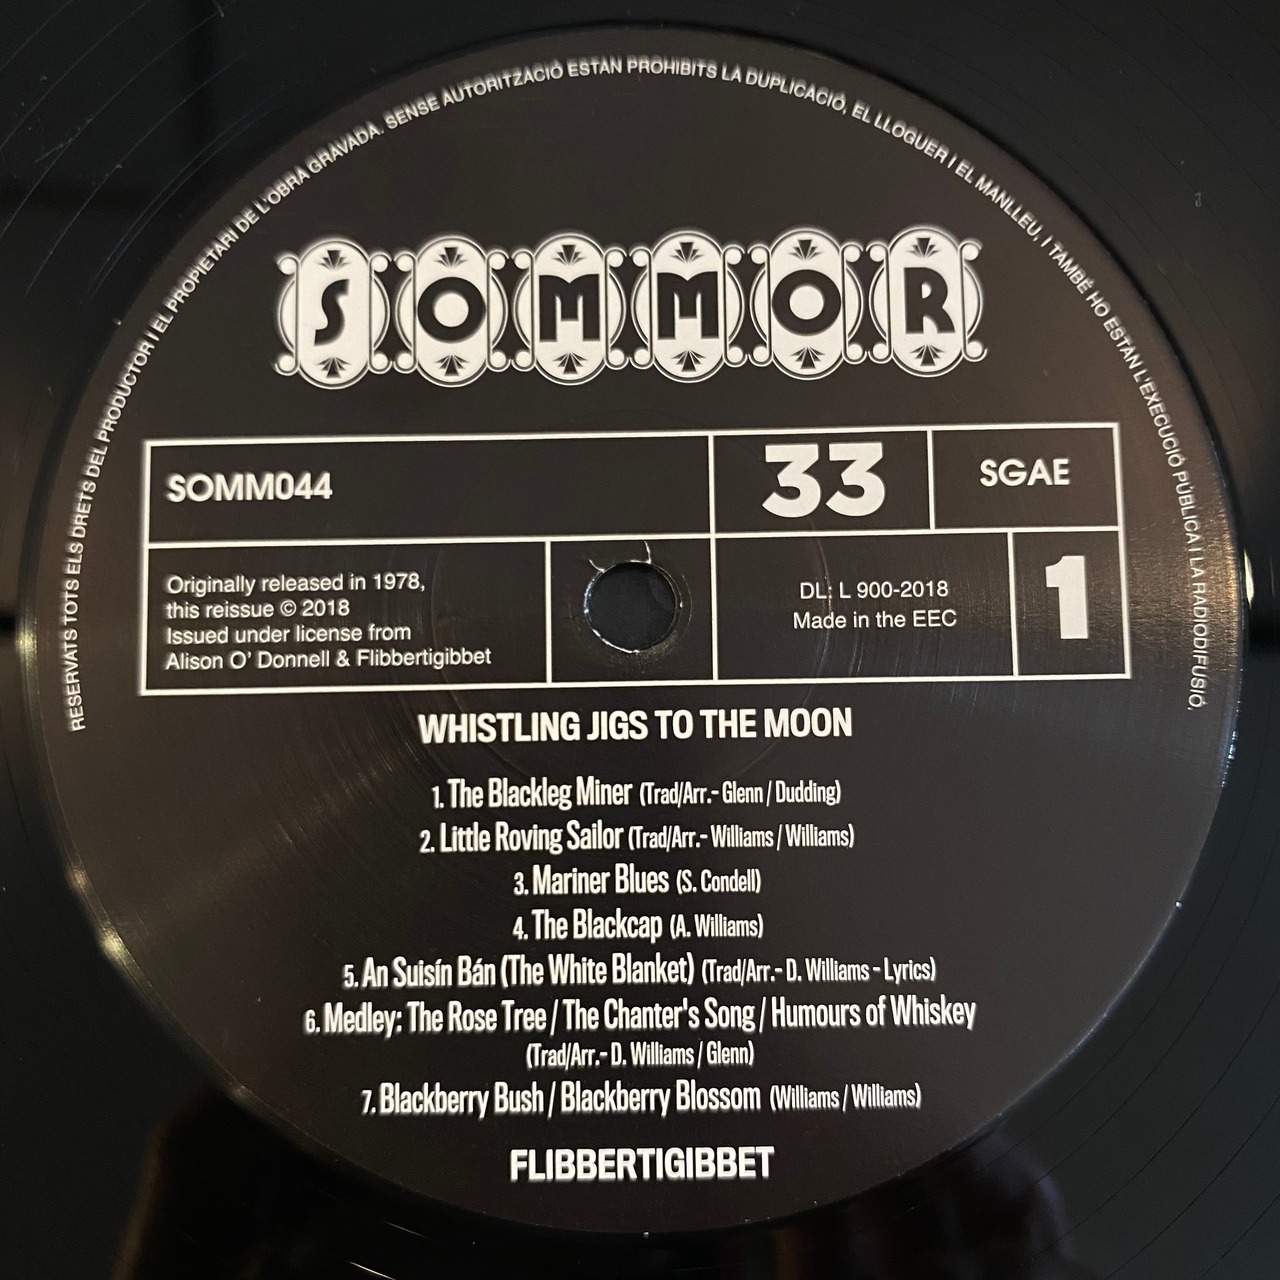 RESERVATS TOTS ELS DRETS DEL PRODUCTOR I EL PROPIETARI DE L'OBRA GRAVADA. SENSE AUTORITZACIÓ ESTAN PROHIBITS LA DUPLICACIÓ, EL LLOGUER I EL MANLLEU, I TAMBÉ HO ESTAN L'EXECUCIÓ PÚBLICA I LA RADIODIFUSIÓ.
SOMMOR
SOMM044
33
SGAE
Originally released in 1978,
this reissue © 2018
Issued under license from
Alison O' Donnell & Flibbertigibbet
DL: L 900-2018
Made in the EEC
1
WHISTLING JIGS TO THE MOON
1. The Blackleg Miner (Trad/Arr.- Glenn / Dudding)
2. Little Roving Sailor (Trad/Arr.- Williams / Williams)
3. Mariner Blues (S. Condell)
4. The Blackcap (A. Williams)
5. An Suisín Bán (The White Blanket) (Trad/Arr.- D. Williams - Lyrics)
6. Medley: The Rose Tree / The Chanter's Song / Humours of Whiskey
(Trad/Arr.- D. Williams / Glenn)
7. Blackberry Bush / Blackberry Blossom (Williams / Williams)
FLIBBERTIGIBBET